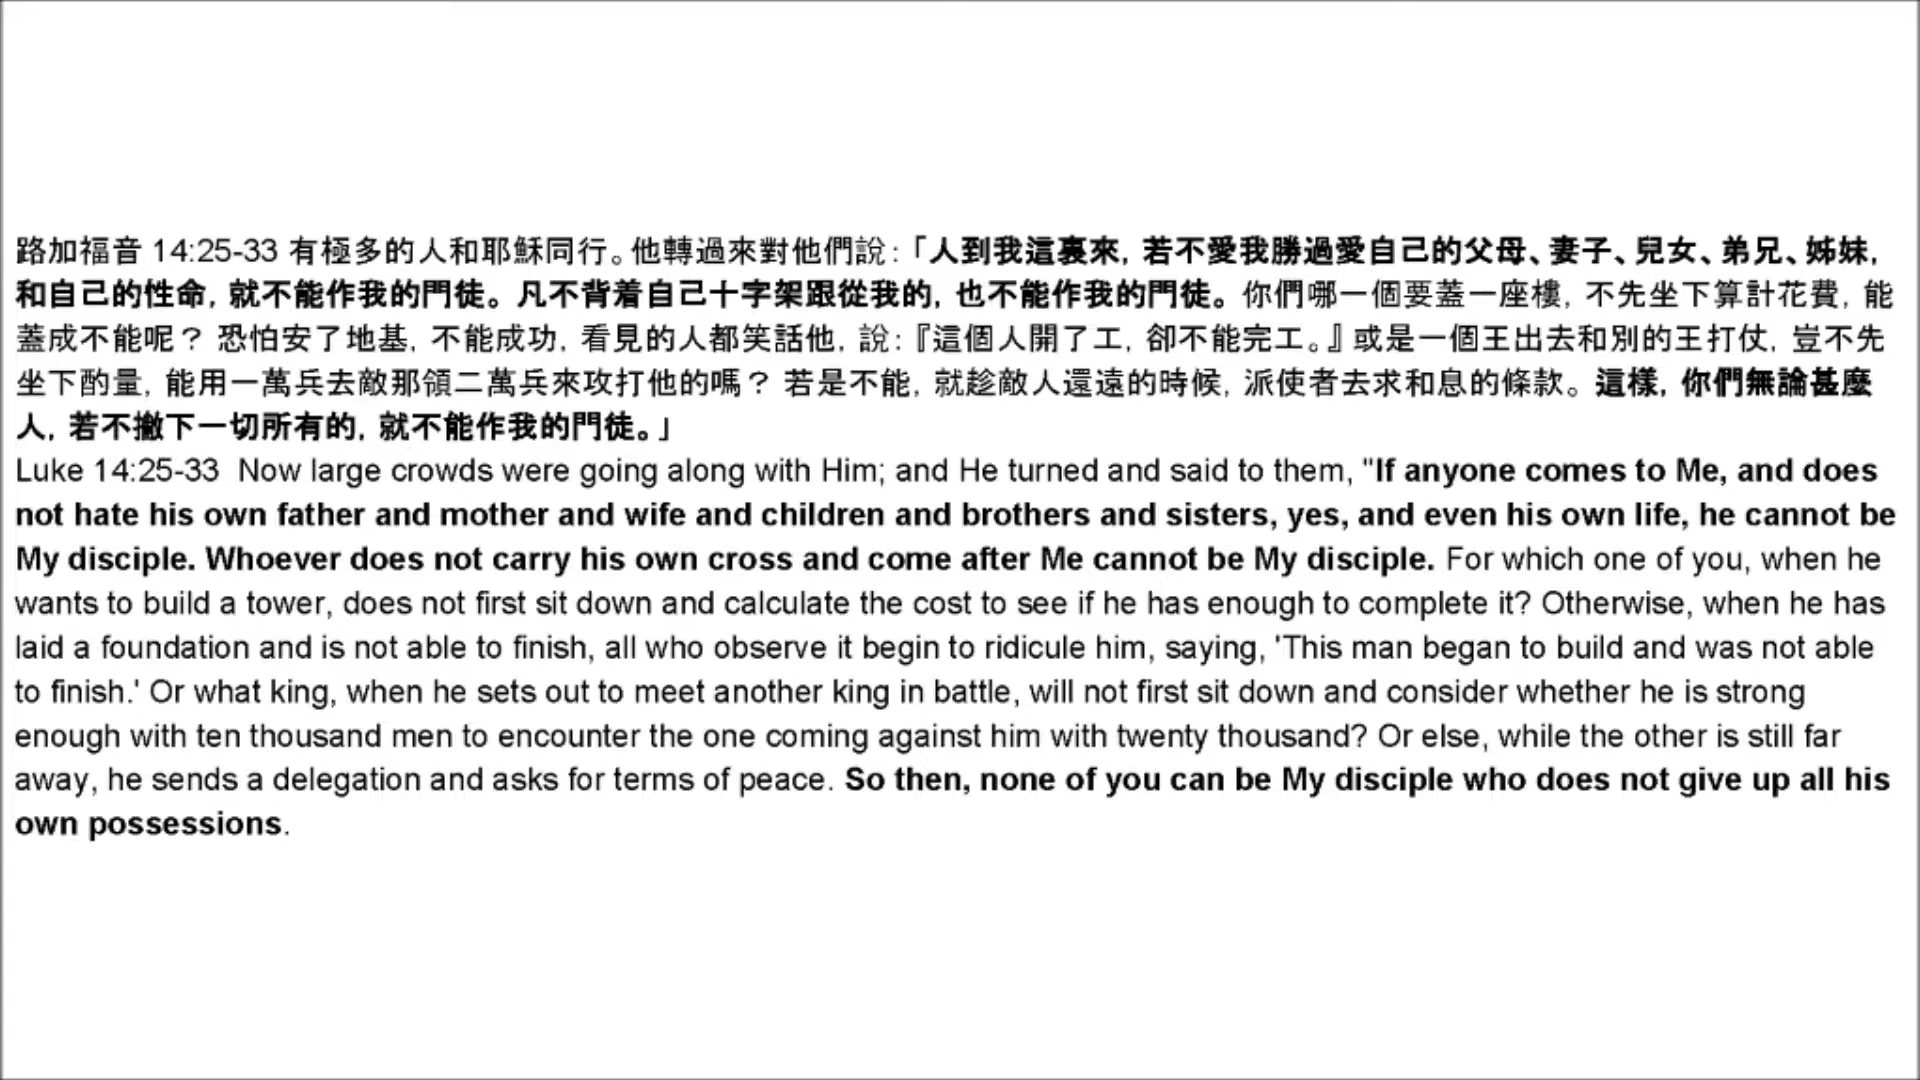 路加福音 14:25-33 有極多的人和耶穌同行。他轉過來對他們說：「人到我這裏來，若不愛我勝過愛自己的父母、妻子、兒女、弟兄、姊妹，
和自己的性命，就不能作我的門徒。凡不背着自己十字架跟從我的，也不能作我的門徒。你們哪一個要蓋一座樓，不先坐下算計花費，能
蓋成不能呢？ 恐怕安了地基，不能成功，看見的人都笑話他，說：『這個人開了工，卻不能完工。』或是一個王出去和別的王打仗，豈不先
坐下酌量，能用一萬兵去敵那領二萬兵來攻打他的嗎？ 若是不能，就趁敵人還遠的時候，派使者去求和息的條款。這樣，你們無論甚麼
人，若不撇下一切所有的，就不能作我的門徒。」
Luke 14:25-33  Now large crowds were going along with Him; and He turned and said to them, "If anyone comes to Me, and does
not hate his own father and mother and wife and children and brothers and sisters, yes, and even his own life, he cannot be
My disciple. Whoever does not carry his own cross and come after Me cannot be My disciple. For which one of you, when he
wants to build a tower, does not first sit down and calculate the cost to see if he has enough to complete it? Otherwise, when he has
laid a foundation and is not able to finish, all who observe it begin to ridicule him, saying, 'This man began to build and was not able
to finish.' Or what king, when he sets out to meet another king in battle, will not first sit down and consider whether he is strong
enough with ten thousand men to encounter the one coming against him with twenty thousand? Or else, while the other is still far
away, he sends a delegation and asks for terms of peace. So then, none of you can be My disciple who does not give up all his
own possessions.